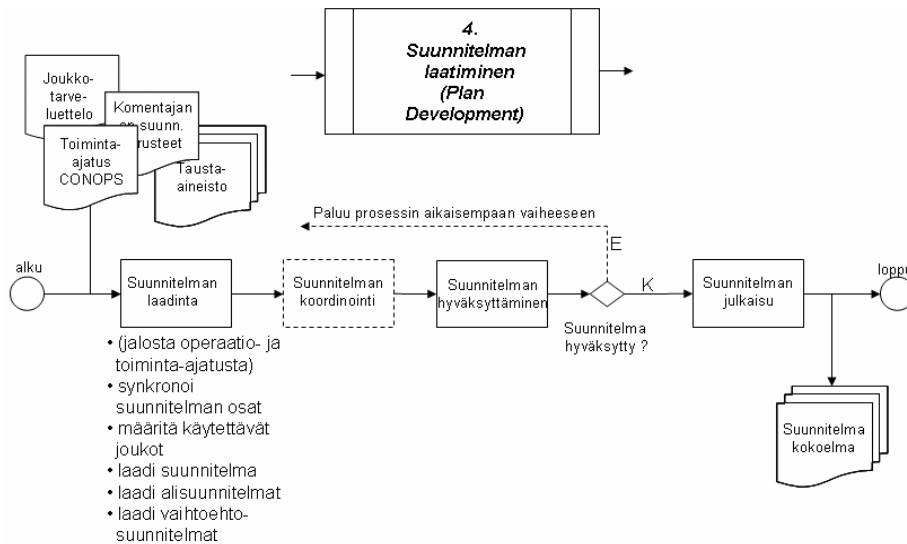 4.
Suunnitelman
laatiminen
(Plan
Development)
Joukko-
tarve-
luettelo
Komentajan
suunn.
rusteet
Toiminta-
ajatus
CONOPS
Tausta-
aineisto
Paluu prosessin aikaisempaan vaiheeseen
E
alku
Suunnitelman
laadinta
Suunnitelman
koordinointi
Suunnitelman
hyväksyttäminen
K
Suunnitelman
julkaisu
loppu
Suunnitelma
hyväksytty ?
• (jalosta operaatio- ja
toiminta-ajatusta)
• synkronoi
suunnitelman osat
• määritä käytettävät
joukot
• laadi suunnitelma
• laadi alisuunnitelmat
• laadi vaihtoehto-
suunnitelmat
Suunnitelma
kokoelma